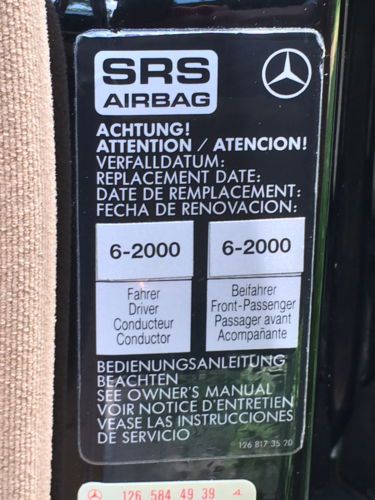 SRS
AIRBAG
ACHTUNG!
ATTENTION / ATENCION!
VERFALLDATUM:
REPLACEMENT DATE:
DATE DE REMPLACEMENT:
FECHA DE RENOVACION:
6-2000 6-2000
Fahrer Beifahrer
Driver Front-Passenger
Conducteur Passager avant
Conductor Acompañante
BEDIENUNGSANLEITUNG
BEACHTEN
SEE OWNER'S MANUAL
VOIR NOTICE D'ENTRETIEN
VEASE LAS INSTRUCCIONES
DE SERVICIO
126 817 35 20
126 584 49 39